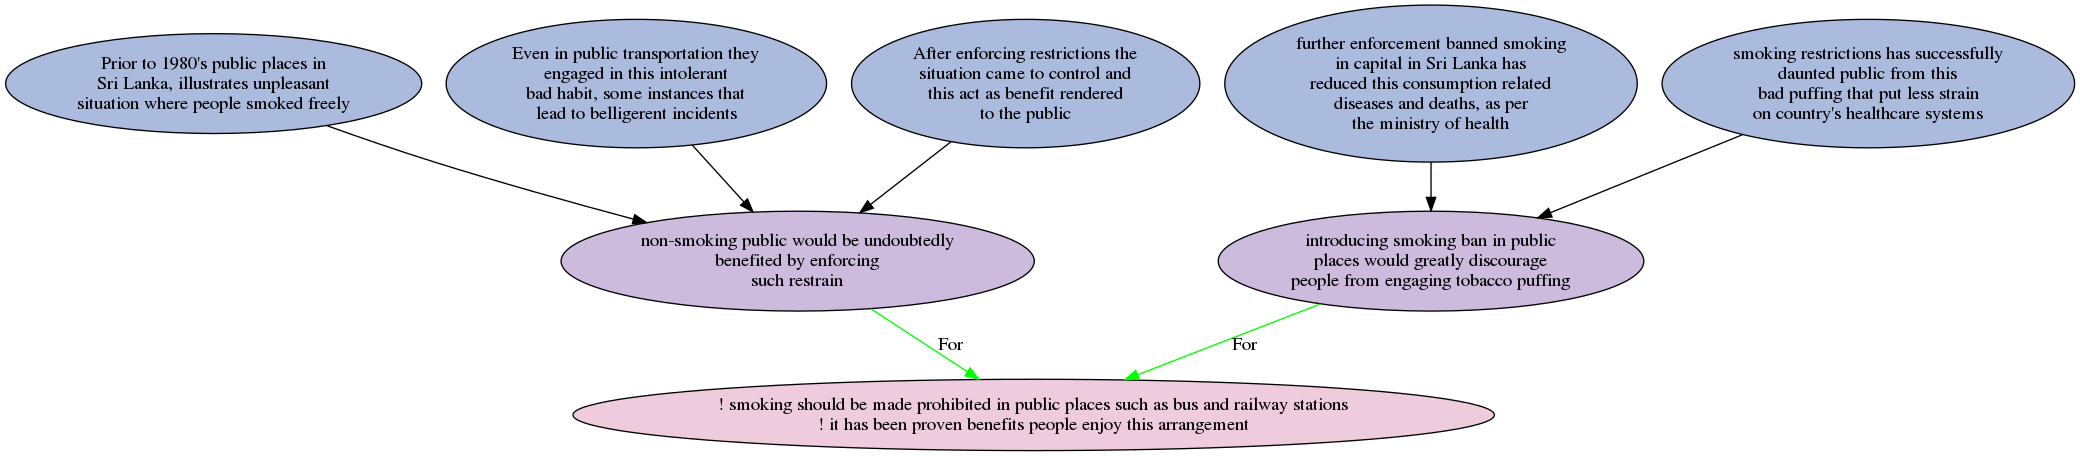 Prior to 1980's public places in
Sri Lanka, illustrates unpleasant
situation where people smoked freely
Even in public transportation they
engaged in this intolerant
bad habit, some instances that
lead to belligerent incidents
After enforcing restrictions the
situation came to control and
this act as benefit rendered
to the public
further enforcement banned smoking
in capital in Sri Lanka has
reduced this consumption related
diseases and deaths, as per
the ministry of health
smoking restrictions has successfully
daunted public from this
bad puffing that put less strain
on country's healthcare systems
non-smoking public would be undoubtedly
benefited by enforcing
such restrain
introducing smoking ban in public
places would greatly discourage
people from engaging tobacco puffing
For
For
! smoking should be made prohibited in public places such as bus and railway stations
! it has been proven benefits people enjoy this arrangement